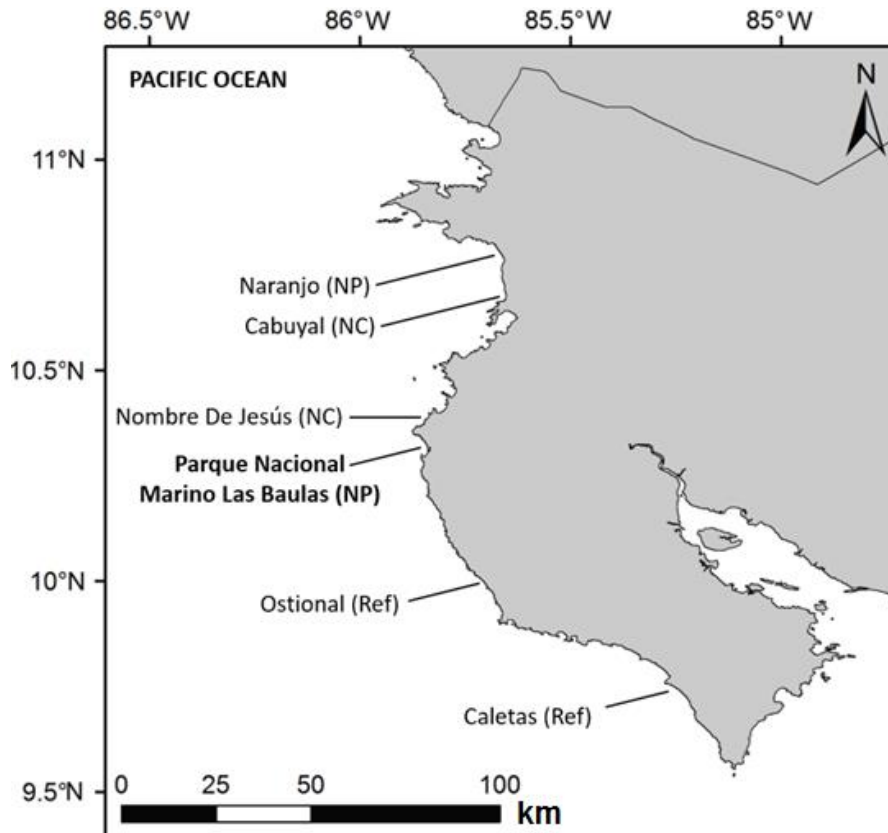 86.5°W 86°W 85.5°W 85°W
PACIFIC OCEAN
N
11°N
Naranjo (NP)
Cabuyal (NC)
10.5°N
Nombre De Jesús (NC)
Parque Nacional
Marino Las Baulas (NP)
10°N
Ostional (Ref)
Caletas (Ref)
9.5°N
0 25 50 100
km